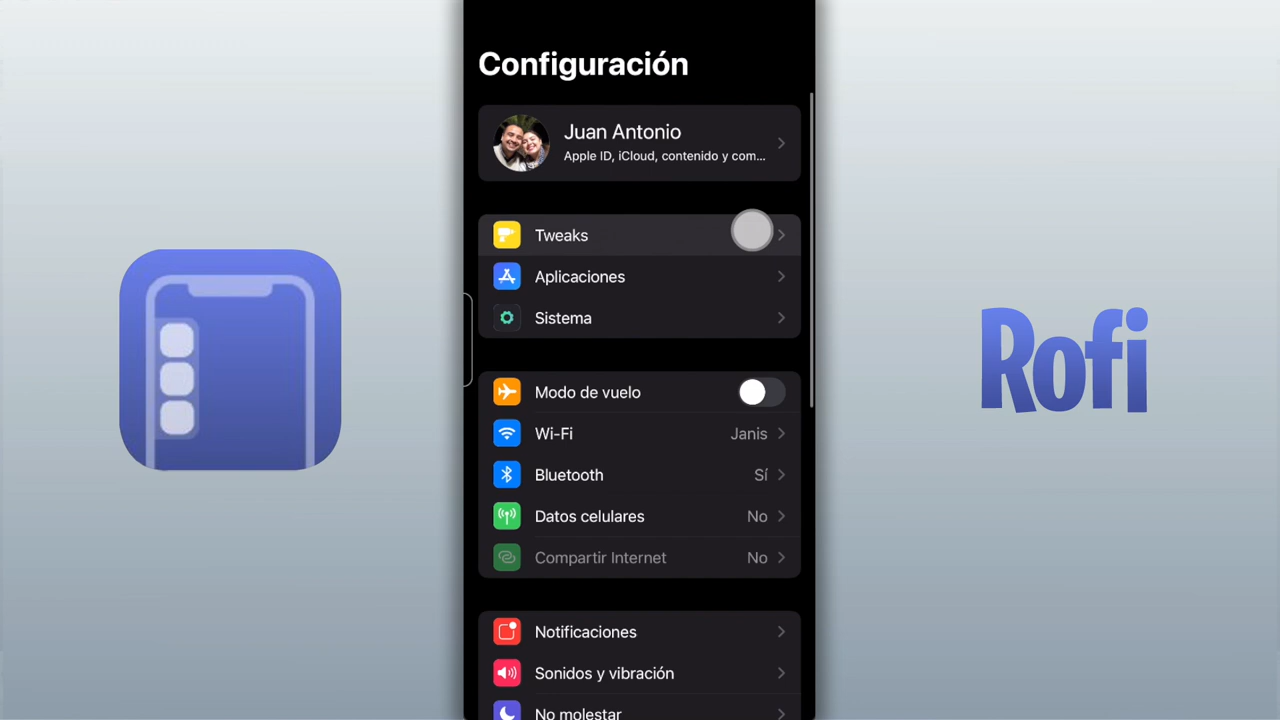 Configuración
Juan Antonio
Apple ID, iCloud, contenido y com...
Tweaks
Aplicaciones
Sistema
Modo de vuelo
Wi-Fi Janis
Bluetooth Sí
Datos celulares No
Compartir Internet No
Notificaciones
Sonidos y vibración
No molestar
Rofi